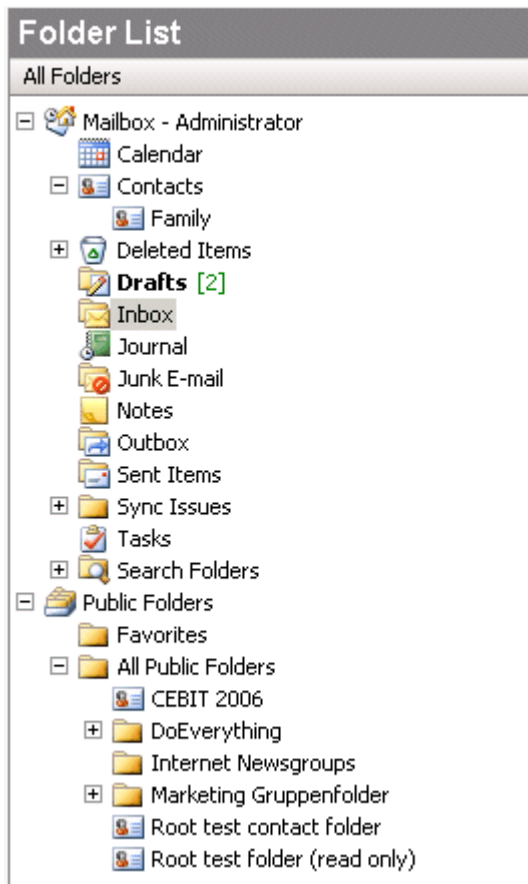 Folder List
All Folders
Mailbox - Administrator
Calendar
Contacts
Family
Deleted Items
Drafts [2]
Inbox
Journal
Junk E-mail
Notes
Outbox
Sent Items
Sync Issues
Tasks
Search Folders
Public Folders
Favorites
All Public Folders
CEBIT 2006
DoEverything
Internet Newsgroups
Marketing Gruppenfolder
Root test contact folder
Root test folder (read only)